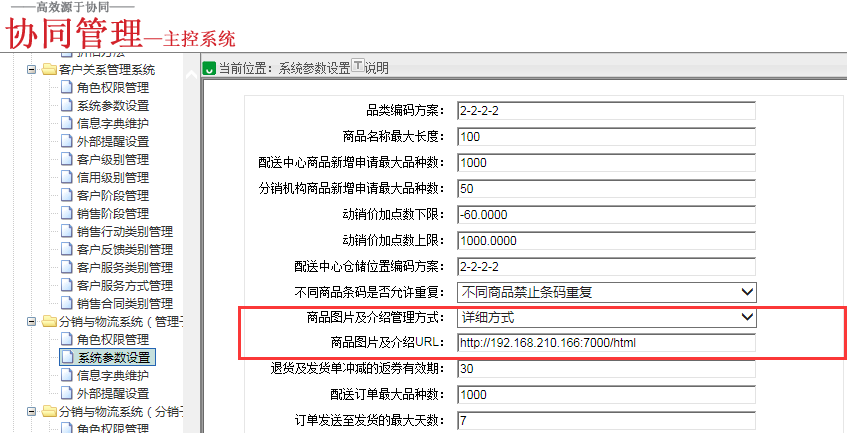 ——高效源于协同——
协同管理—主控系统
客户关系管理系统
角色权限管理
系统参数设置
信息字典维护
外部提醒设置
客户级别管理
信用级别管理
客户阶段管理
销售阶段管理
销售行动类别管理
客户反馈类别管理
客户服务类别管理
客户服务方式管理
销售合同类别管理
分销与物流系统(管理子
角色权限管理
系统参数设置
信息字典维护
外部提醒设置
分销与物流系统(分销子
角色权限管理
当前位置:系统参数设置 说明
品类编码方案: 2-2-2-2
商品名称最大长度: 100
配送中心商品新增申请最大品种数: 1000
分销机构商品新增申请最大品种数: 50
动销价加点数下限: -60.0000
动销价加点数上限: 1000.0000
配送中心仓储位置编码方案: 2-2-2-2
不同商品条码是否允许重复: 不同商品禁止条码重复
商品图片及介绍管理方式: 详细方式
商品图片及介绍URL: http://192.168.210.166:7000/html
退货及发货单冲减的返券有效期: 30
配送订单最大品种数: 1000
订单发送至发货的最大天数: 7